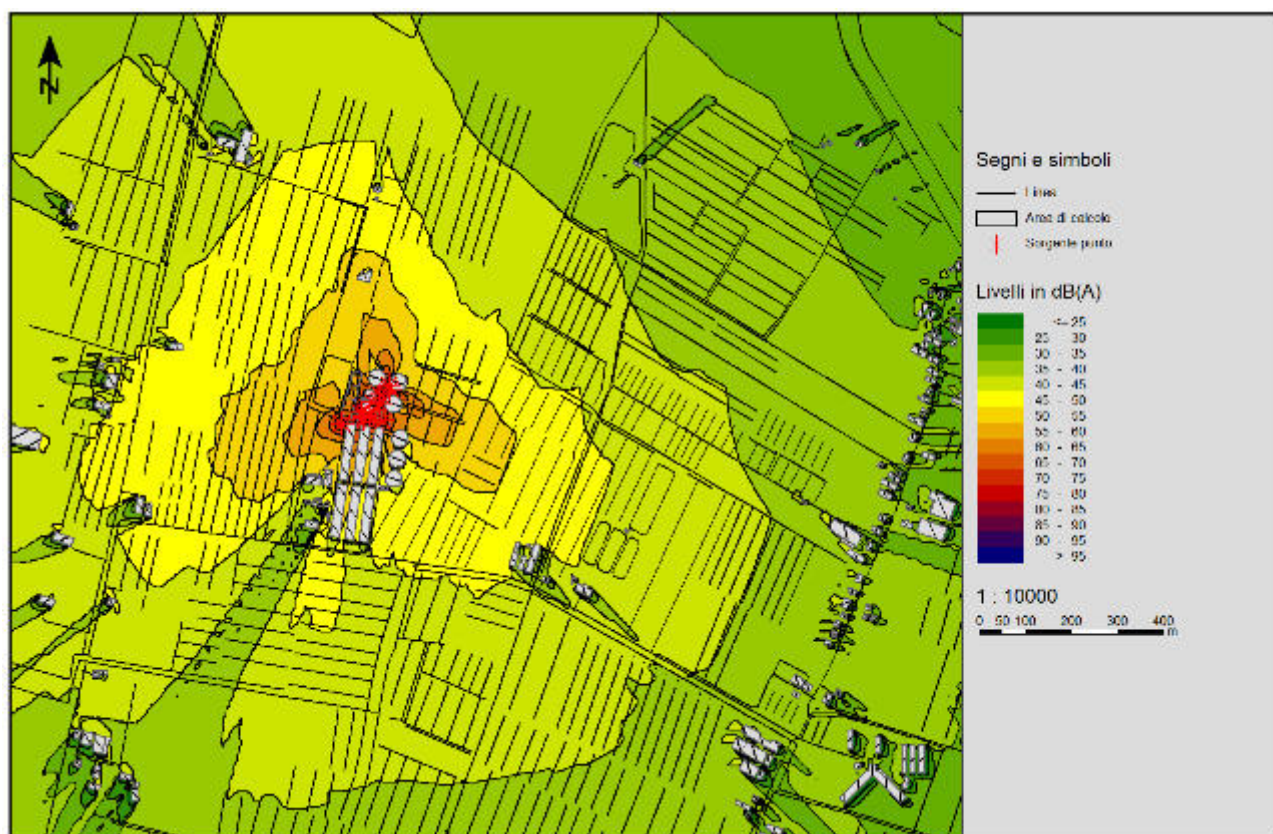 N
Segni e simboli
Linea
Area di calcolo
Sorgente punto
Livelli in dB(A)
<= 25
25 - 30
30 - 35
35 - 40
40 - 45
45 - 50
50 - 55
55 - 60
60 - 65
65 - 70
70 - 75
75 - 80
80 - 85
85 - 90
90 - 95
> 95
1 : 10000
0 50 100 200 300 400
m